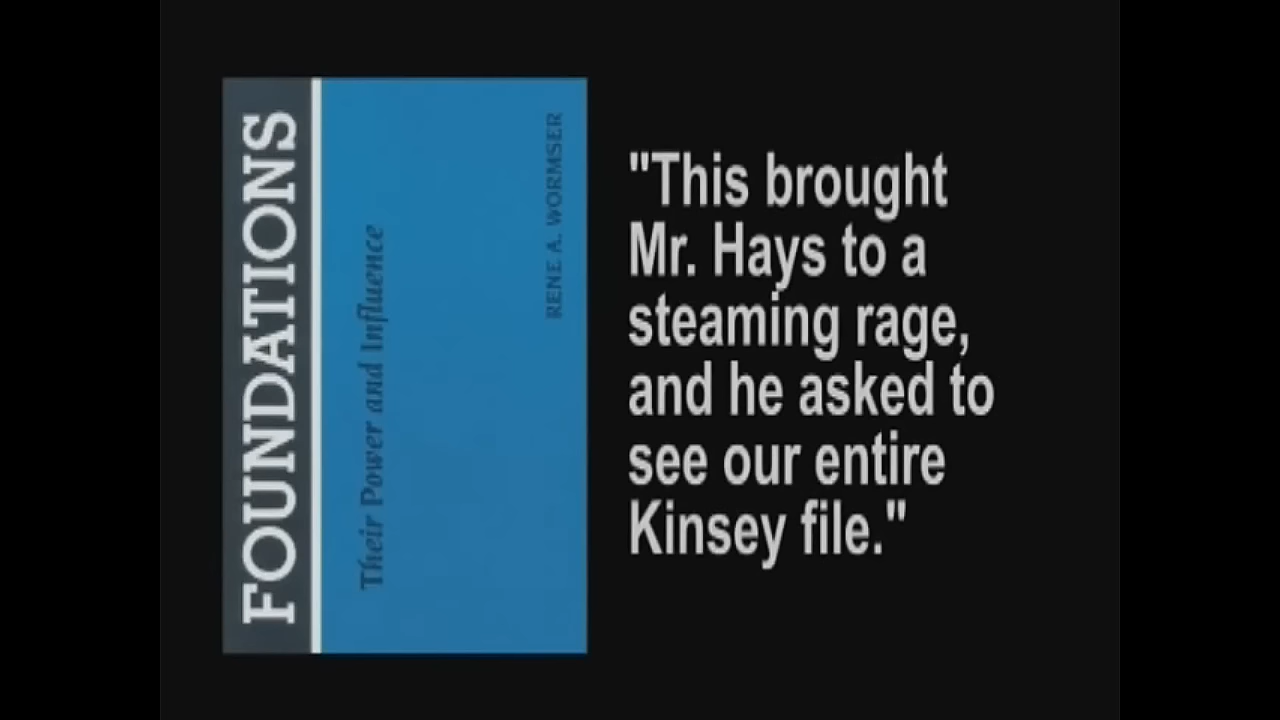 FOUNDATIONS
Their Power and Influence
RENE A. WORMSER
"This brought
Mr. Hays to a
steaming rage,
and he asked to
see our entire
Kinsey file."